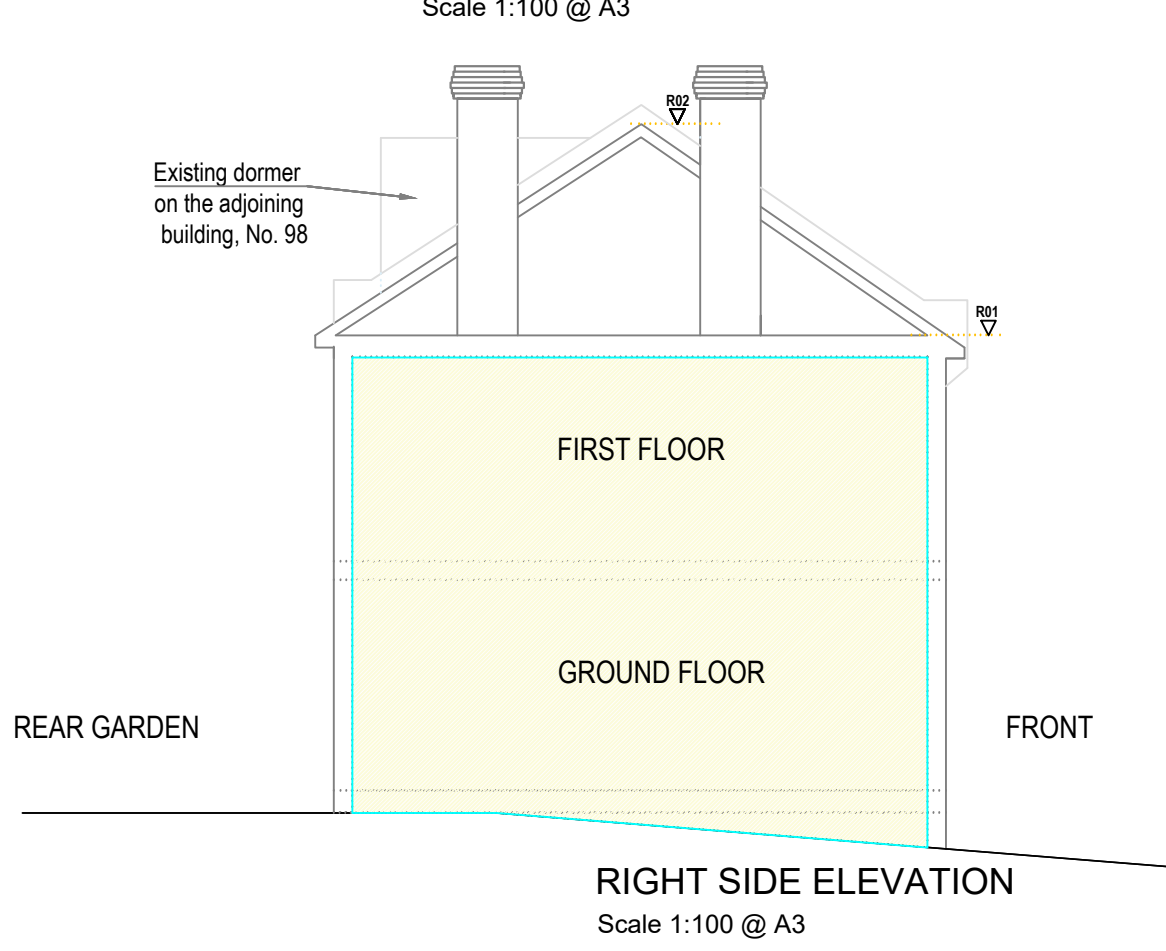 Scale 1:100 @ A3
R02
Existing dormer
on the adjoining
building, No. 98
R01
FIRST FLOOR
GROUND FLOOR
REAR GARDEN
FRONT
RIGHT SIDE ELEVATION
Scale 1:100 @ A3